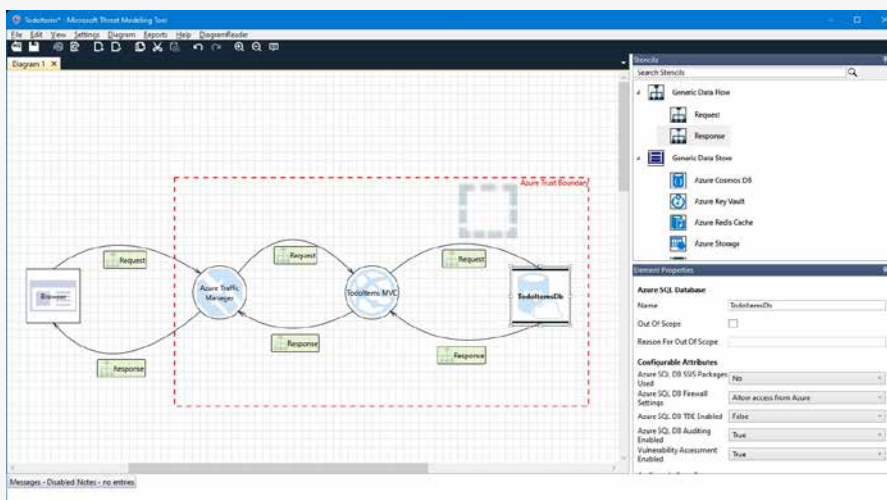 TodoItems* - Microsoft Threat Modeling Tool
File Edit View Settings Diagram Reports Help DiagramReader
Diagram 1 X
Stencils
Search Stencils
Generic Data Flow
Request
Response
Generic Data Store
Azure Cosmos DB
Azure Key Vault
Azure Redis Cache
Azure Storage
Azure Trust Boundary
Request
Request
Request
Browser
Azure Traffic
Manager
TodoItems MVC
TodoItemsDb
Response
Response
Response
Element Properties
Azure SQL Database
Name TodoItemsDb
Out Of Scope
Reason For Out Of Scope
Configurable Attributes
Azure SQL DB SSIS Packages
Used No
Azure SQL DB Firewall
Settings Allow access from Azure
Azure SQL DB TDE Enabled False
Azure SQL DB Auditing
Enabled True
Vulnerability Assessment
Enabled True
Messages - Disabled Notes - no entries